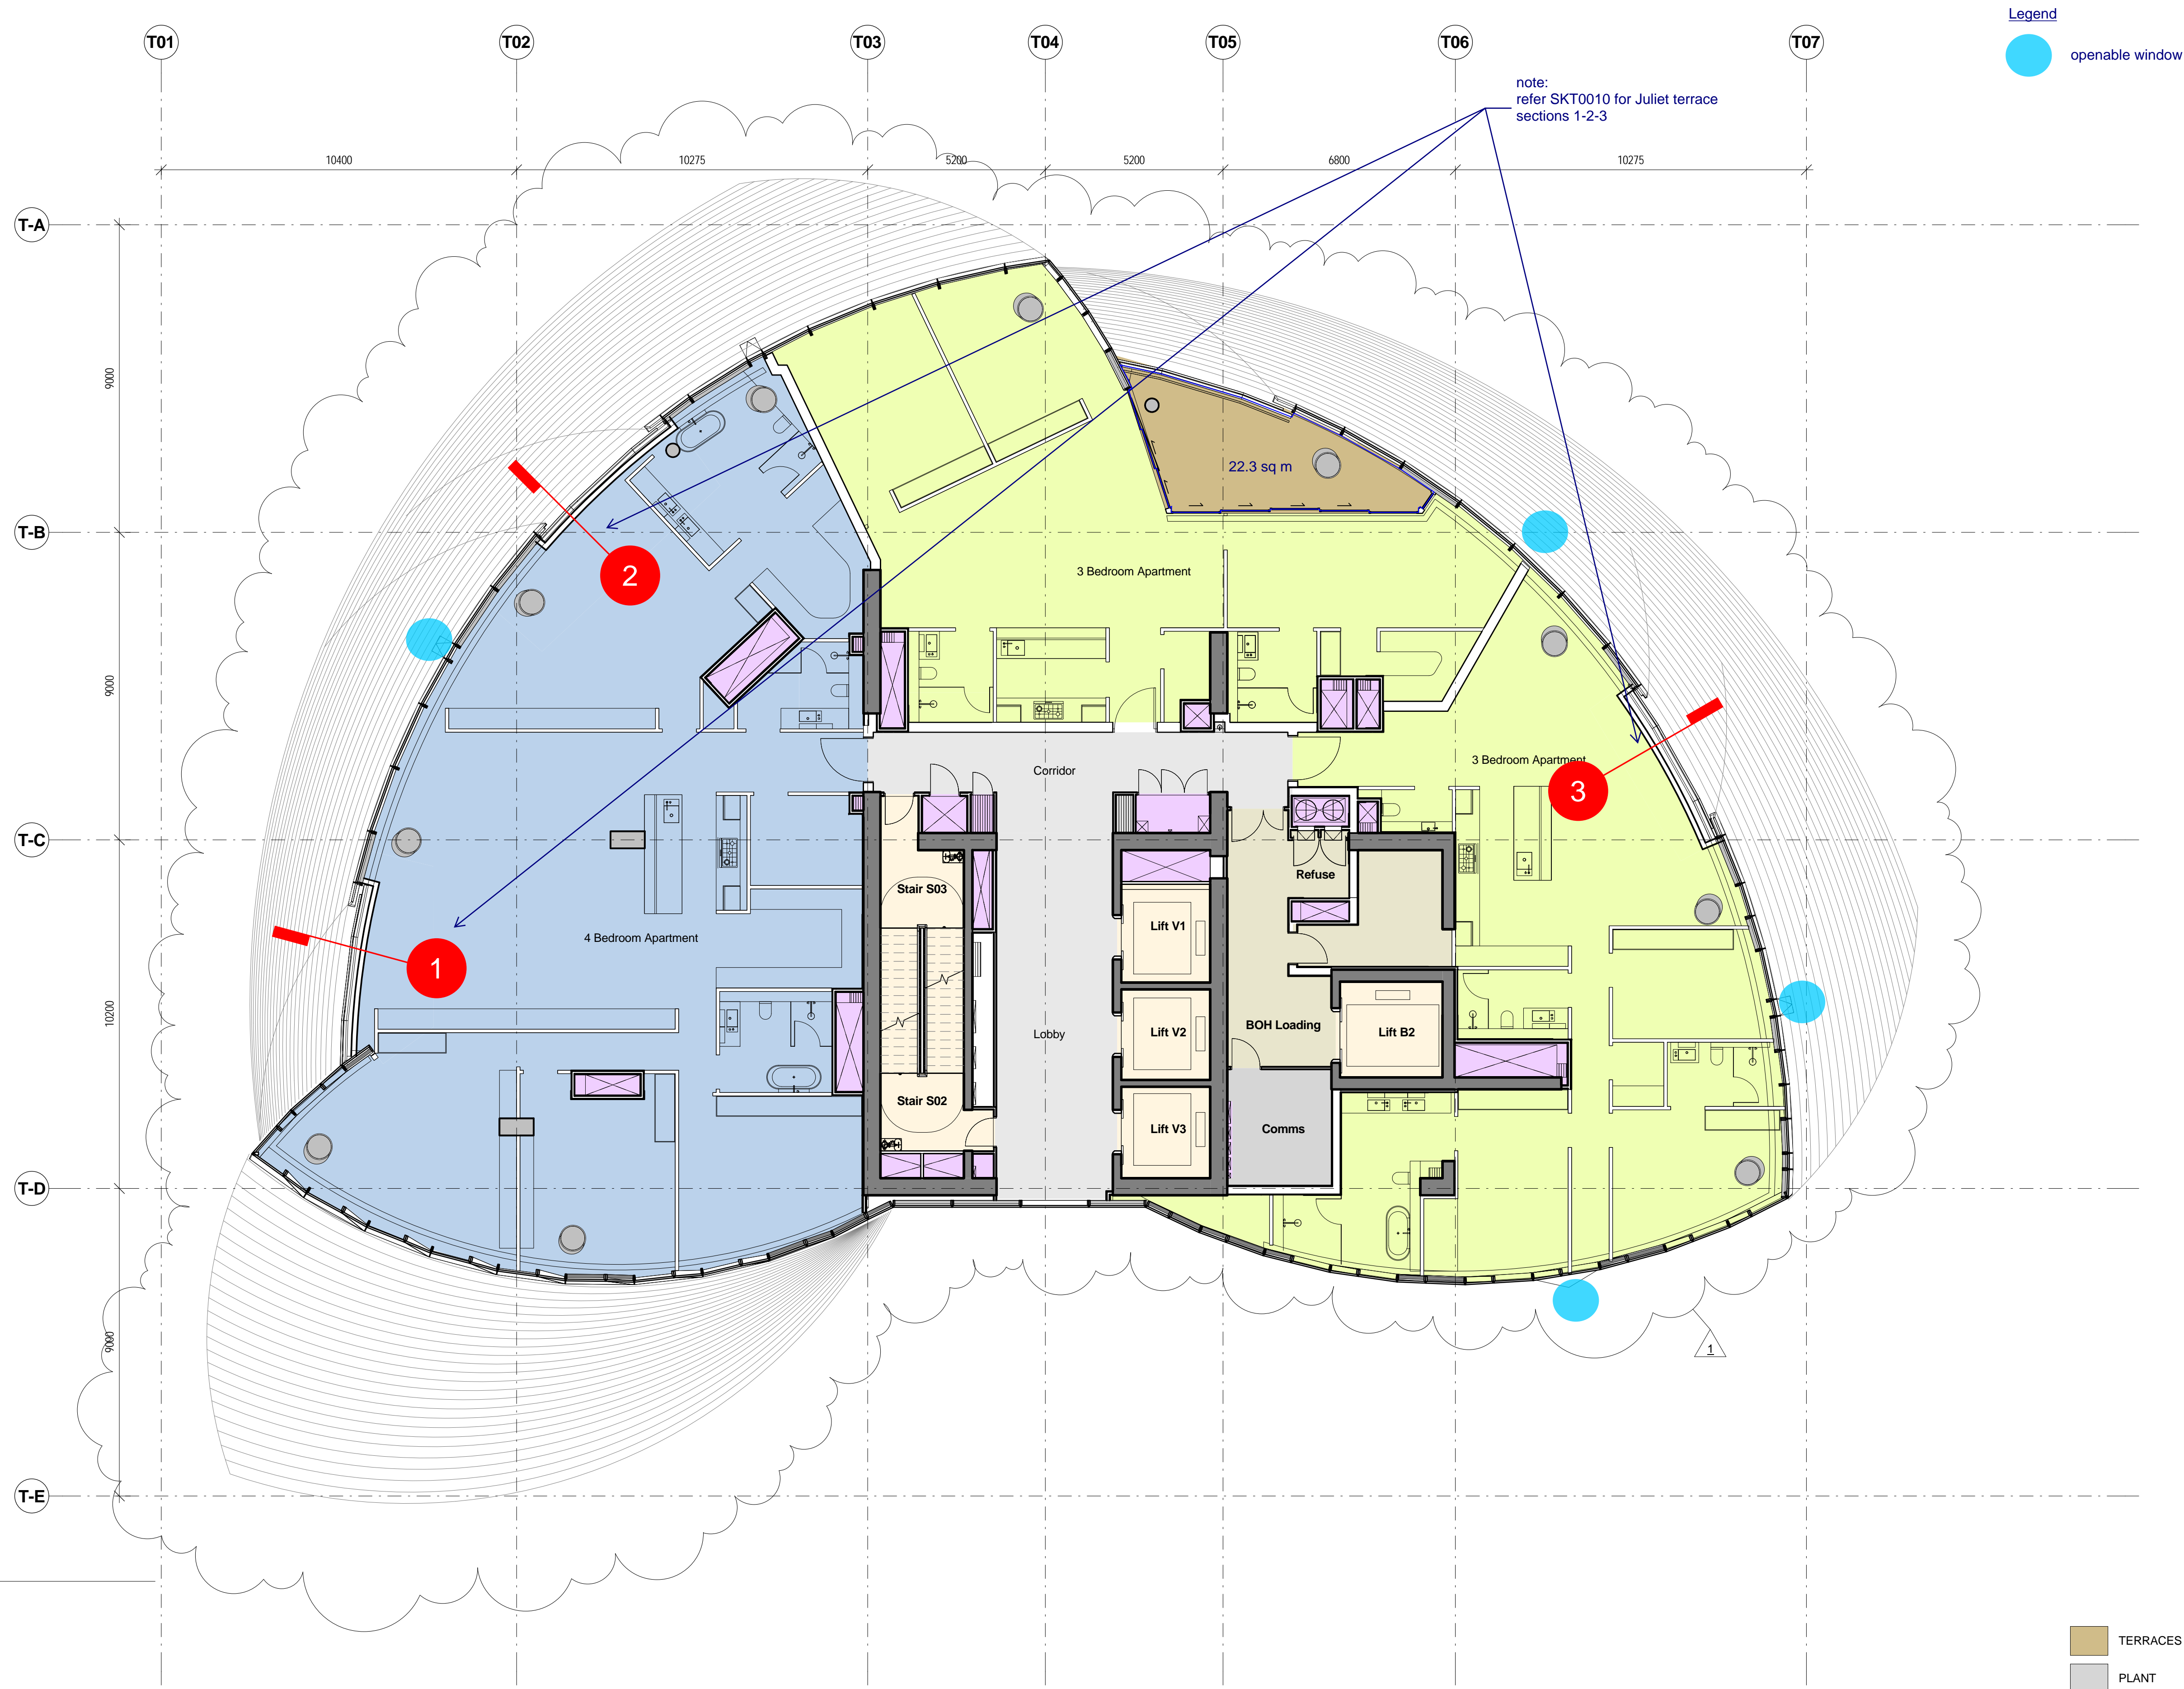 Legend
openable window
T01
T02
T03
T04
T05
T06
T07
note:
refer SKT0010 for Juliet terrace
sections 1-2-3
10400
10275
5200
5200
6800
10275
T-A
9000
22.3 sq m
T-B
2
3 Bedroom Apartment
9000
3 Bedroom Apartment
Corridor
3
T-C
Refuse
Stair S03
Lift V1
4 Bedroom Apartment
1
10200
BOH Loading
Lobby
Lift V2
Lift B2
Stair S02
Lift V3
Comms
T-D
9000
1
T-E
TERRACES
PLANT